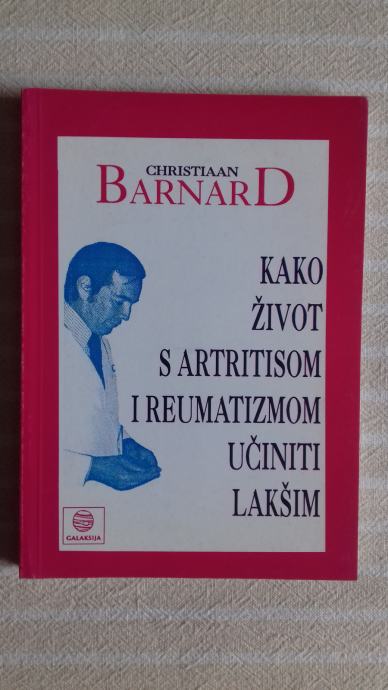 CHRISTIAAN
BARNARD
KAKO
ŽIVOT
S ARTRITISOM
I REUMATIZMOM
UČINITI
LAKŠIM
GALAKSIJA